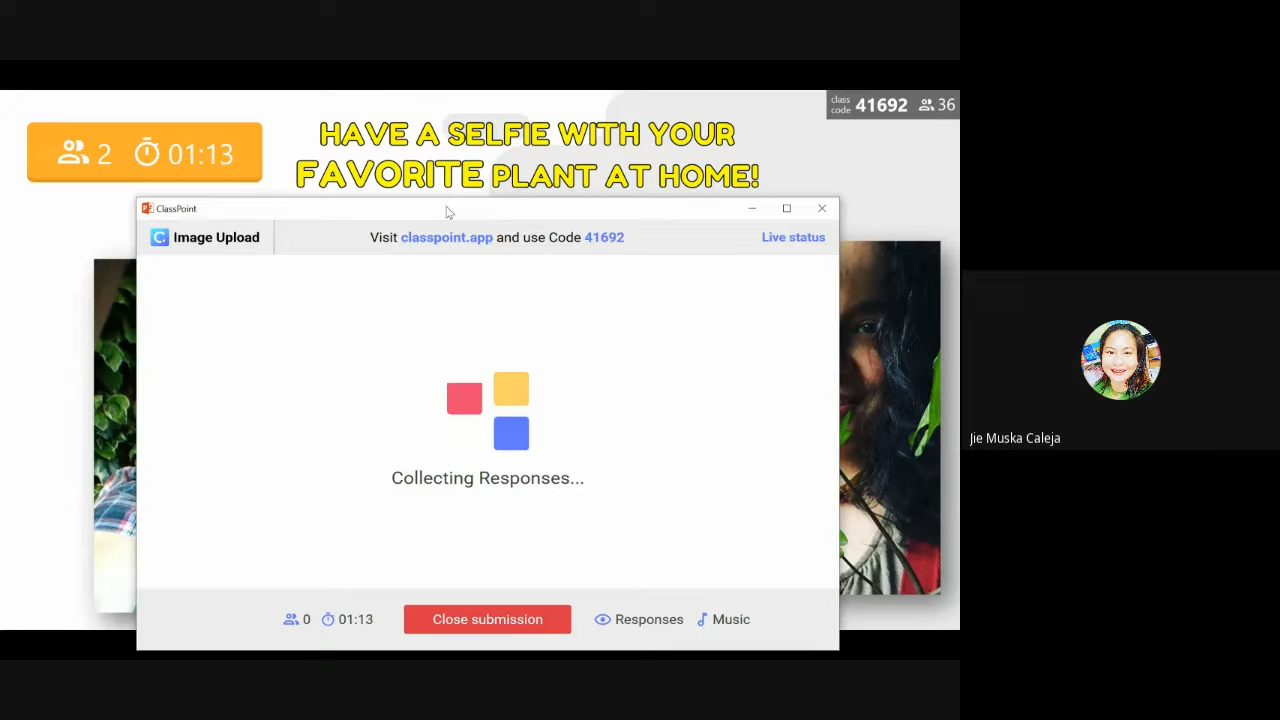 class code 41692 36
2 01:13
HAVE A SELFIE WITH YOUR
FAVORITE PLANT AT HOME!
ClassPoint
Image Upload
Visit classpoint.app and use Code 41692
Live status
Collecting Responses...
0 01:13
Close submission
Responses
Music
Jie Muska Caleja